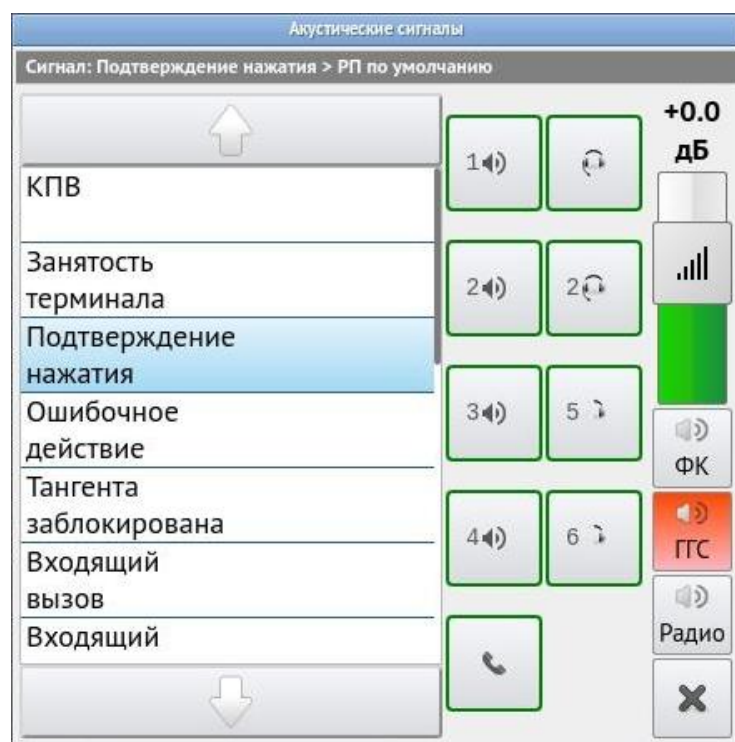 Акустические сигналы
Сигнал: Подтверждение нажатия > РП по умолчанию
КПВ
Занятость
терминала
Подтверждение
нажатия
Ошибочное
действие
Тангента
заблокирована
Входящий
вызов
Входящий
1
2
2
3
5
4
6
+0.0
дБ
ФК
ГГС
Радио